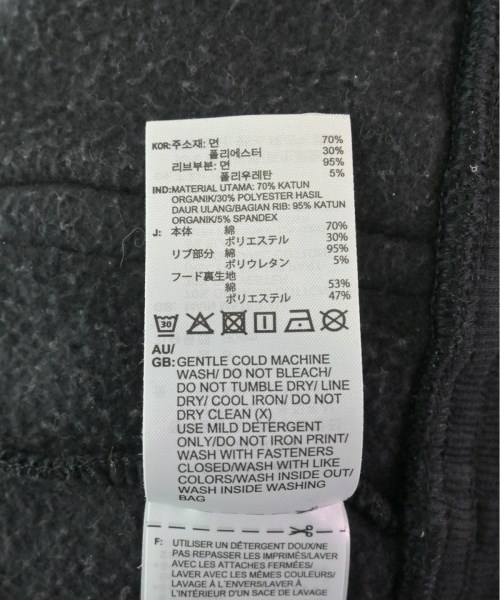 KOR: 주소재: 면 70%
폴리에스터 30%
리브부분: 면 95%
폴리우레탄 5%
IND: MATERIAL UTAMA: 70% KATUN
ORGANIK/30% POLYESTER HASIL
DAUR ULANG/BAGIAN RIB: 95% KATUN
ORGANIK/5% SPANDEX
J: 本体 綿 70%
ポリエステル 30%
リブ部分 綿 95%
ポリウレタン 5%
フード裏生地
綿 53%
ポリエステル 47%
30
AU/
GB: GENTLE COLD MACHINE
WASH/ DO NOT BLEACH/
DO NOT TUMBLE DRY/ LINE
DRY/ COOL IRON/ DO NOT
DRY CLEAN (X)
USE MILD DETERGENT
ONLY/DO NOT IRON PRINT/
WASH WITH FASTENERS
CLOSED/WASH WITH LIKE
COLORS/WASH INSIDE OUT/
WASH INSIDE WASHING
BAG
F: UTILISER UN DÉTERGENT DOUX/NE
PAS REPASSER LES IMPRIMÉS/LAVER
AVEC LES ATTACHES FERMÉES/
LAVER AVEC LES MÊMES COULEURS/
LAVAGE À L'ENVERS/LAVER À
L'INTÉRIEUR D'UN SACE DE LAVAGE